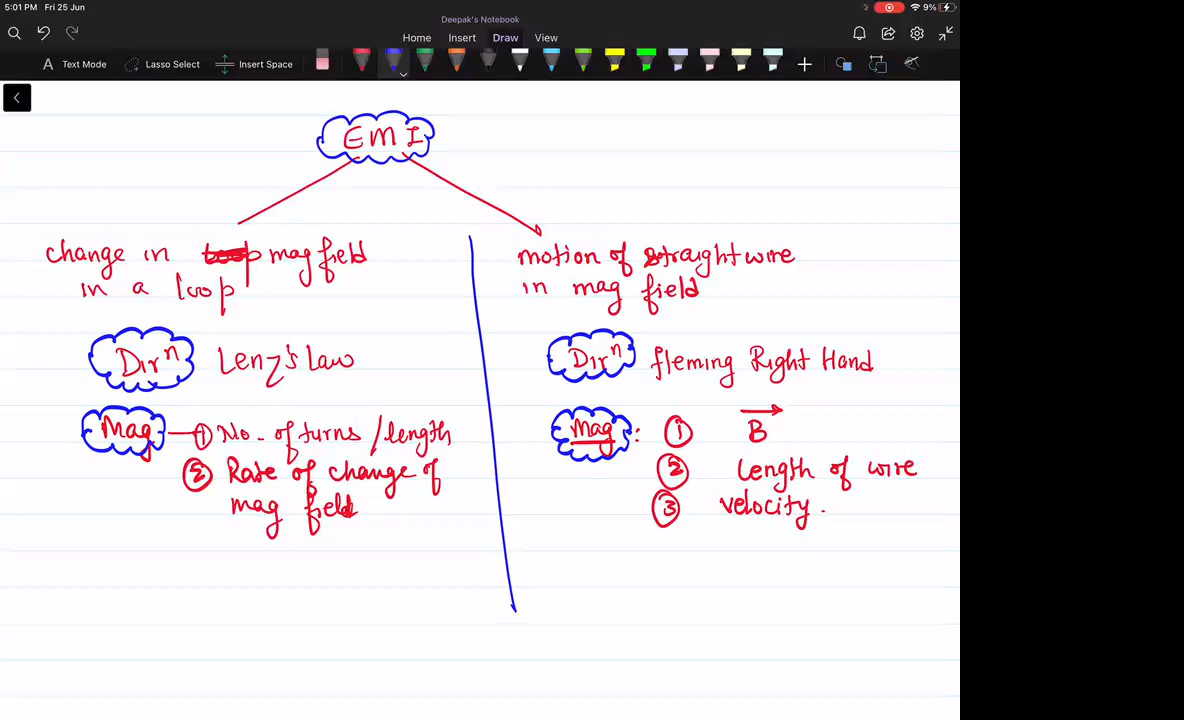 5:01 PM Fri 25 Jun
9%
Deepak's Notebook
Home Insert Draw View
Text Mode Lasso Select Insert Space
EMI
change in mag field
in a loop
Dirⁿ Lenz's Law
Mag ① No. of turns/length
② Rate of change of
mag field
motion of straight wire
in mag field
Dirⁿ fleming Right Hand
Mag: ① B
② Length of wire
③ velocity.